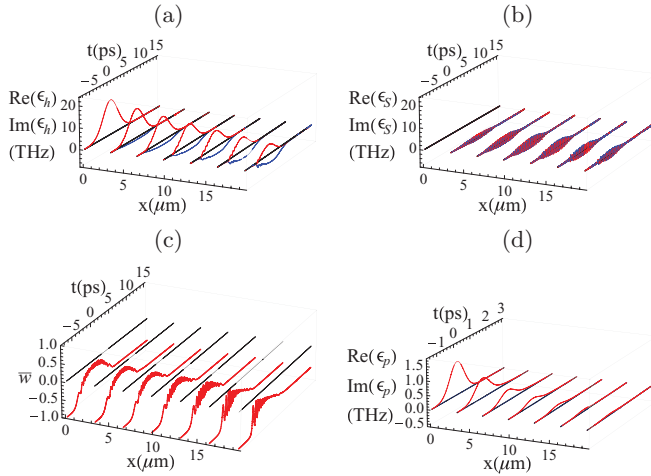 (a)
t(ps)
−5 0 5 10 15
Re(ϵh)
Im(ϵh)
(THz)
20
10
0
0 5 10 15
x(μm)
(b)
t(ps)
−5 0 5 10 15
Re(ϵS)
Im(ϵS)
(THz)
20
10
0
0 5 10 15
x(μm)
(c)
t(ps)
−5 0 5 10 15
w̅
1.0
0.5
0.0
−0.5
−1.0
0 5 10 15
x(μm)
(d)
t(ps)
−1 0 1 2 3
Re(ϵp)
Im(ϵp)
(THz)
1.5
1.0
0.5
0.0
−0.5
0 5 10 15
x(μm)